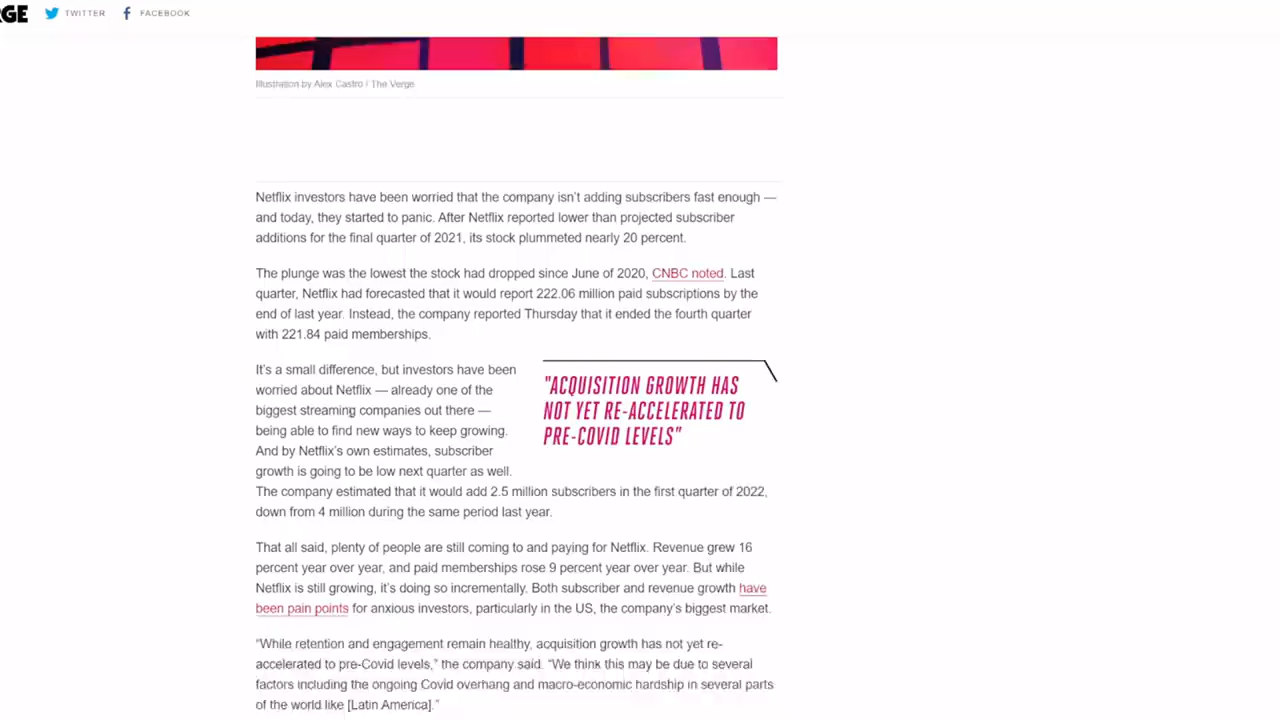 RGE TWITTER FACEBOOK
Illustration by Alex Castro / The Verge
Netflix investors have been worried that the company isn't adding subscribers fast enough —
and today, they started to panic. After Netflix reported lower than projected subscriber
additions for the final quarter of 2021, its stock plummeted nearly 20 percent.
The plunge was the lowest the stock had dropped since June of 2020, CNBC noted. Last
quarter, Netflix had forecasted that it would report 222.06 million paid subscriptions by the
end of last year. Instead, the company reported Thursday that it ended the fourth quarter
with 221.84 paid memberships.
It's a small difference, but investors have been
worried about Netflix — already one of the
biggest streaming companies out there —
being able to find new ways to keep growing.
And by Netflix's own estimates, subscriber
growth is going to be low next quarter as well.
"ACQUISITION GROWTH HAS
NOT YET RE-ACCELERATED TO
PRE-COVID LEVELS"
The company estimated that it would add 2.5 million subscribers in the first quarter of 2022,
down from 4 million during the same period last year.
That all said, plenty of people are still coming to and paying for Netflix. Revenue grew 16
percent year over year, and paid memberships rose 9 percent year over year. But while
Netflix is still growing, it's doing so incrementally. Both subscriber and revenue growth have
been pain points for anxious investors, particularly in the US, the company's biggest market.
“While retention and engagement remain healthy, acquisition growth has not yet re-
accelerated to pre-Covid levels,” the company said. “We think this may be due to several
factors including the ongoing Covid overhang and macro-economic hardship in several parts
of the world like [Latin America].”